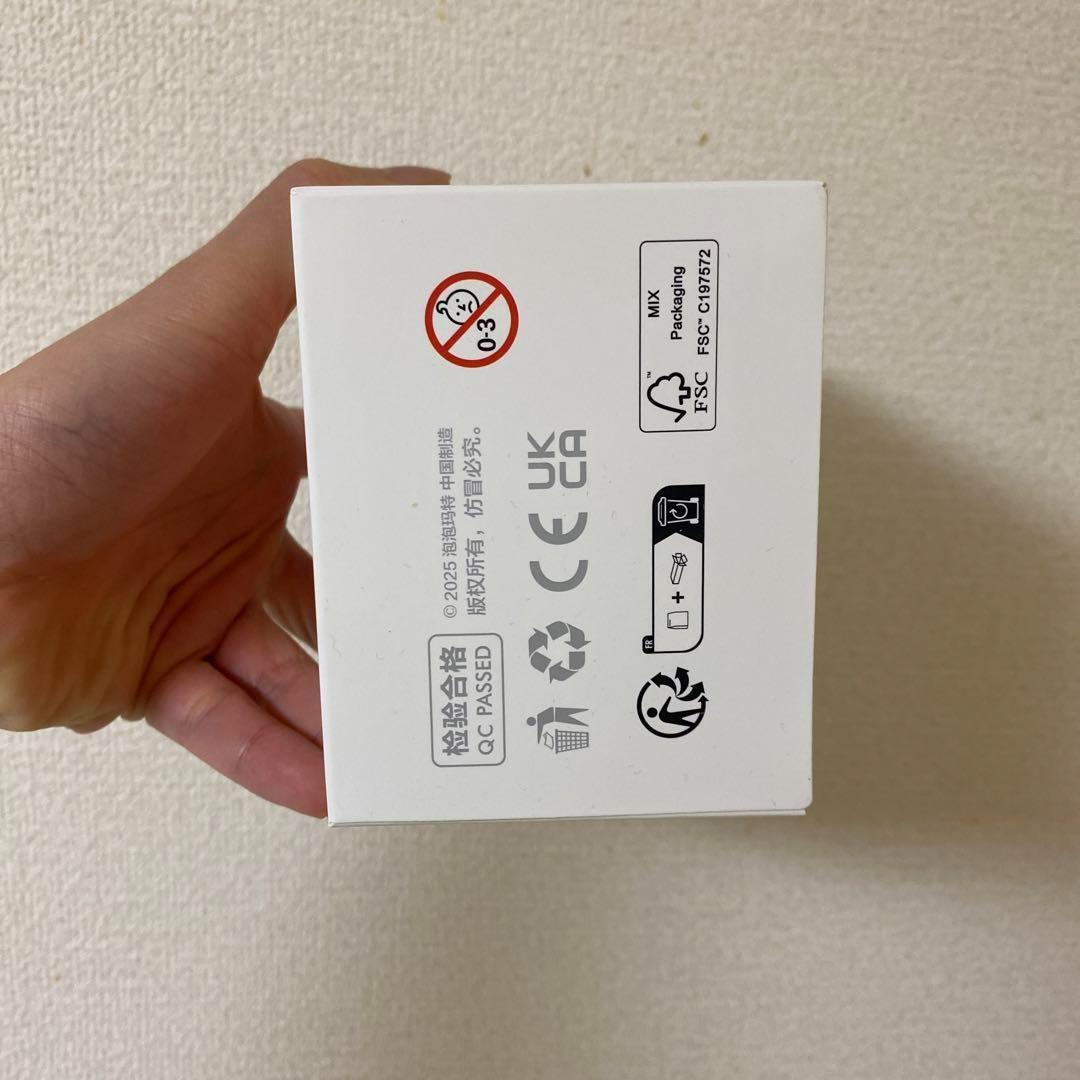 检验合格
QC PASSED
© 2025 泡泡玛特 中国制造
版权所有，仿冒必究。
0-3
CE
UK
CA
FR
+
FSC
MIX
Packaging
FSC™ C197572